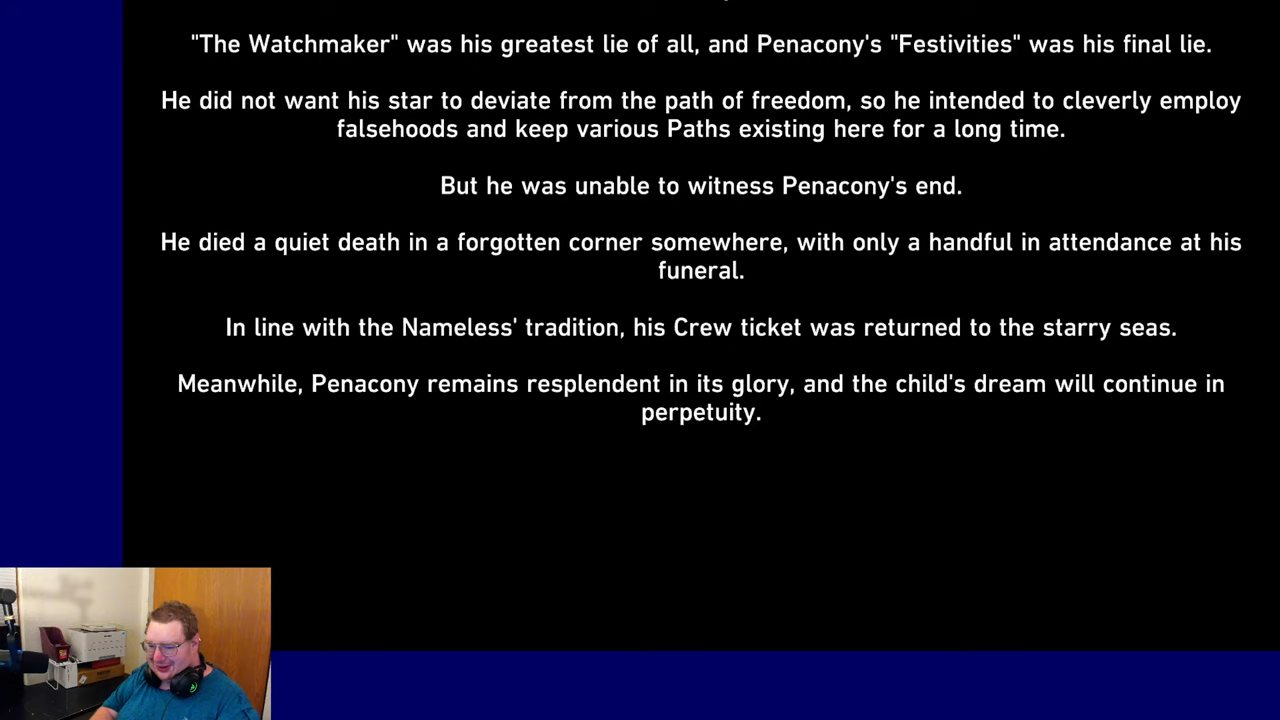 "The Watchmaker" was his greatest lie of all, and Penacony's "Festivities" was his final lie.
He did not want his star to deviate from the path of freedom, so he intended to cleverly employ
falsehoods and keep various Paths existing here for a long time.
But he was unable to witness Penacony's end.
He died a quiet death in a forgotten corner somewhere, with only a handful in attendance at his
funeral.
In line with the Nameless' tradition, his Crew ticket was returned to the starry seas.
Meanwhile, Penacony remains resplendent in its glory, and the child's dream will continue in
perpetuity.